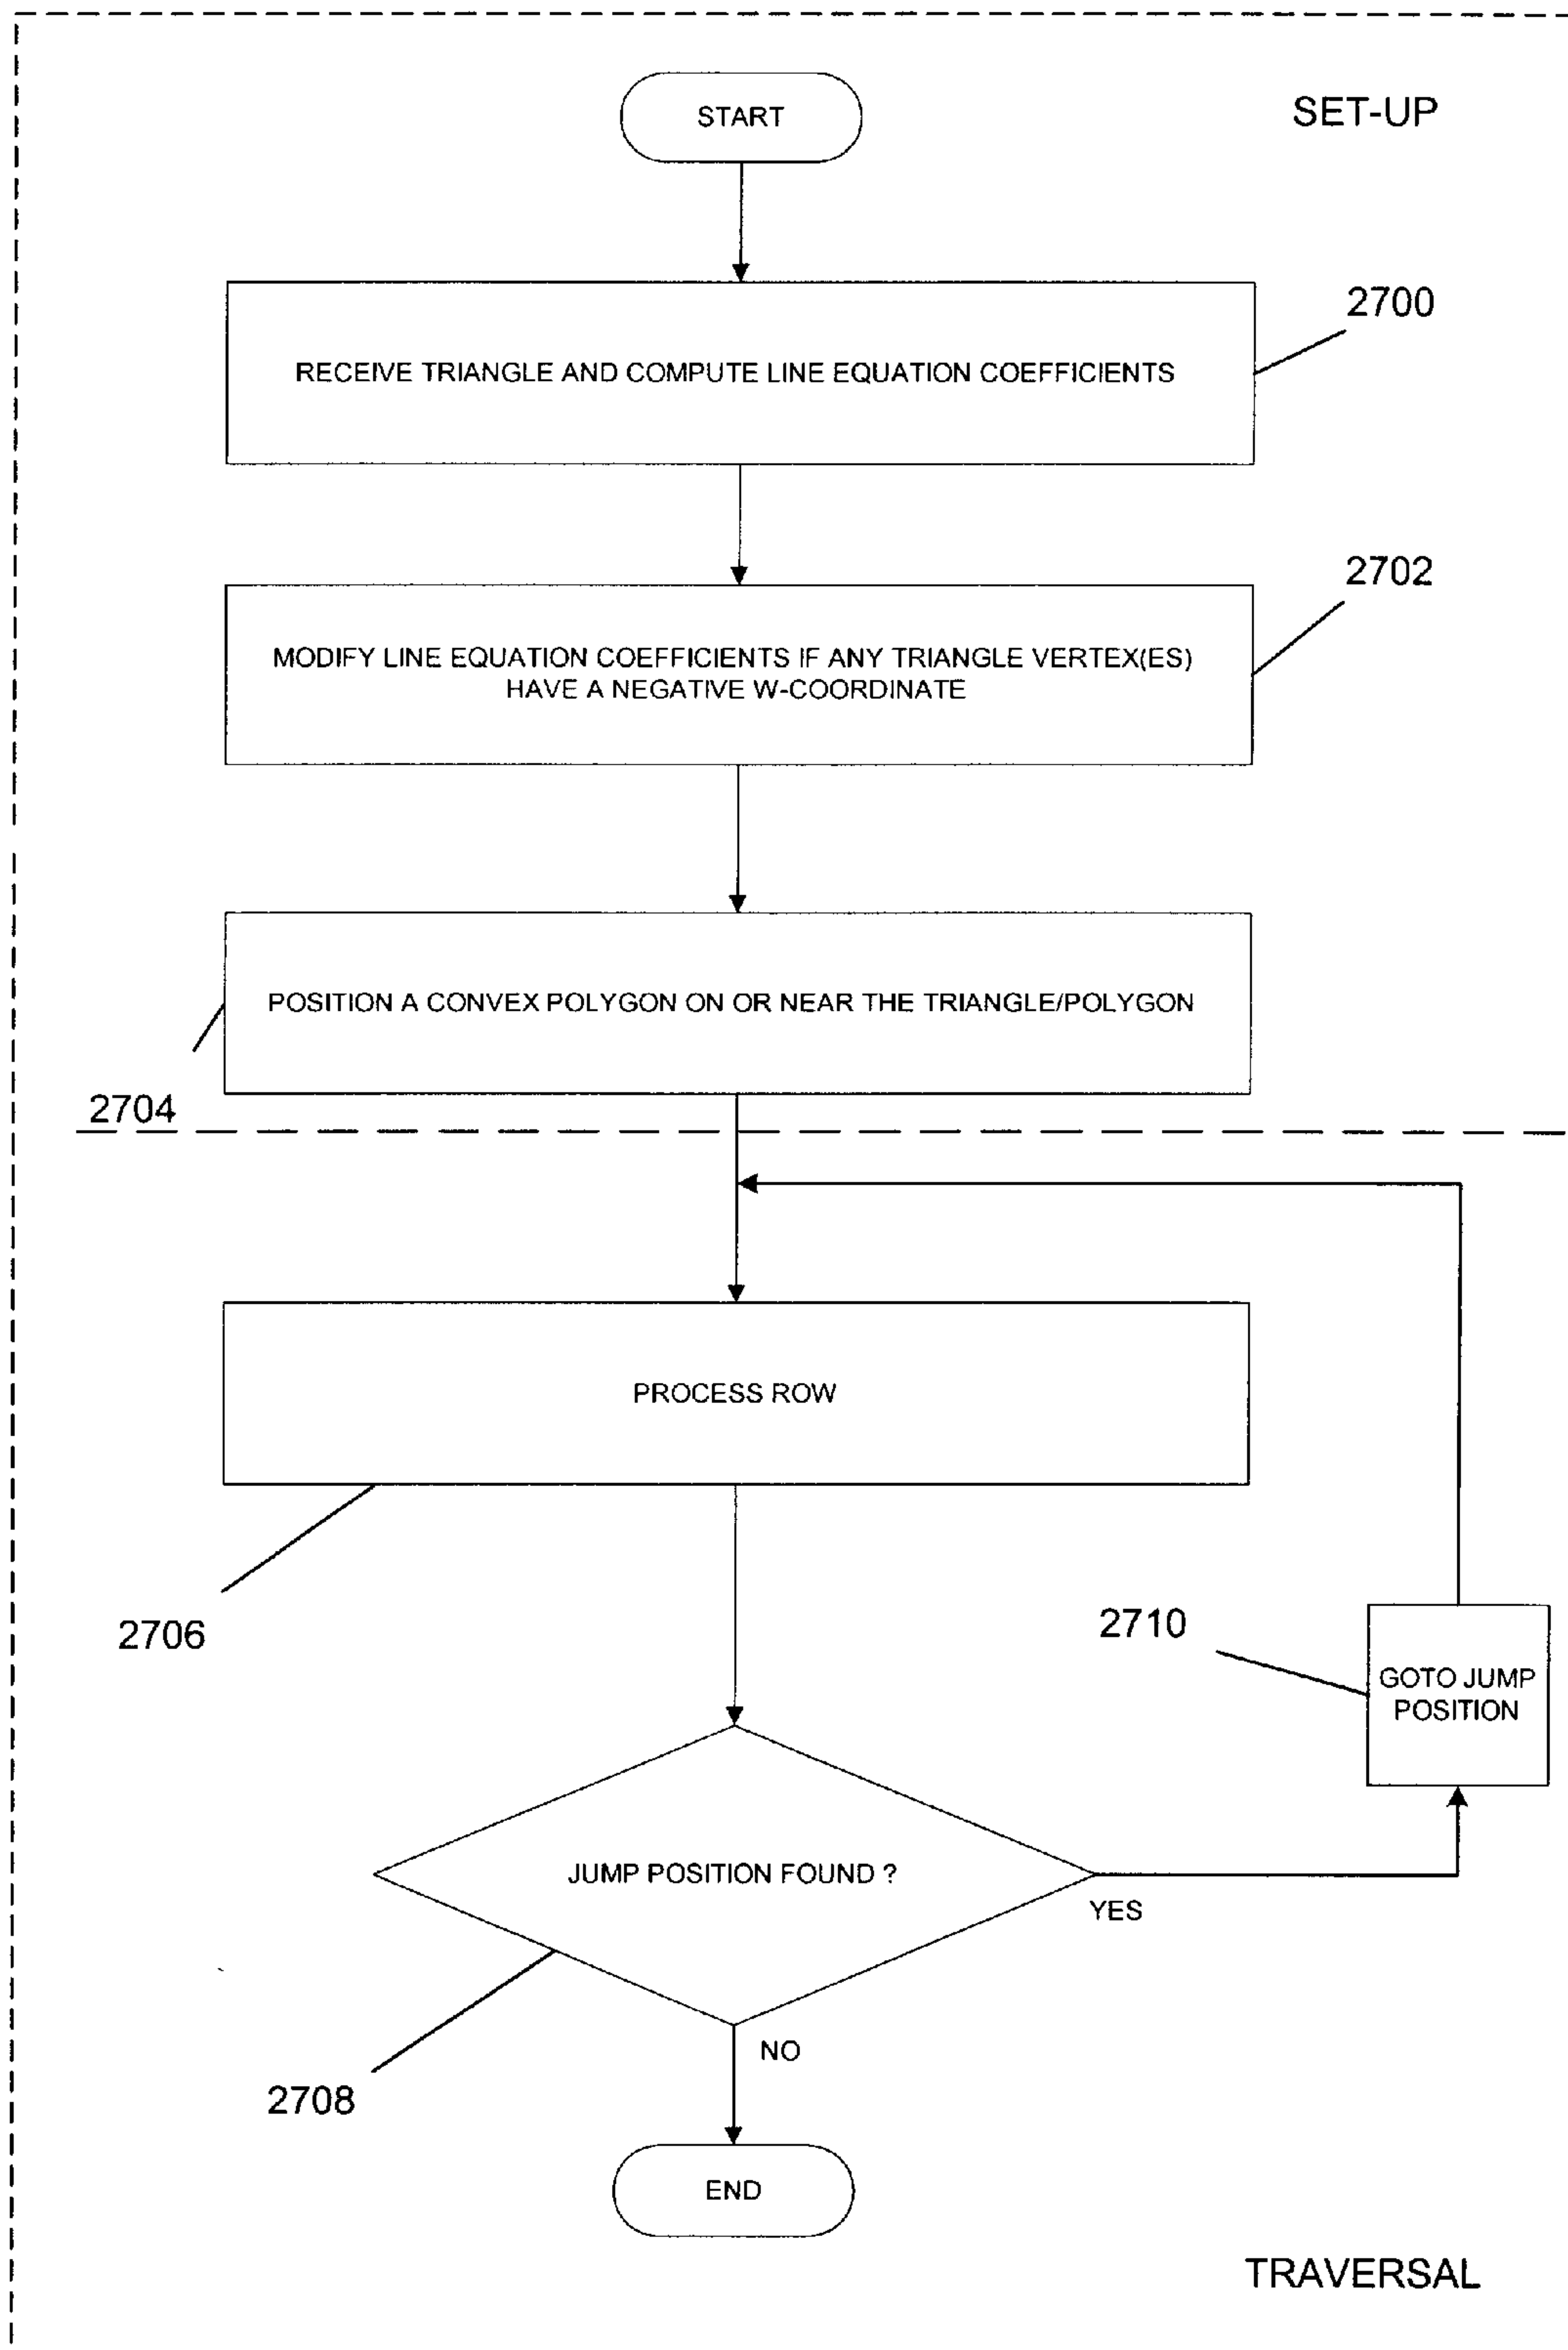 START
SET-UP
2700
RECEIVE TRIANGLE AND COMPUTE LINE EQUATION COEFFICIENTS
2702
MODIFY LINE EQUATION COEFFICIENTS IF ANY TRIANGLE VERTEX(ES)
HAVE A NEGATIVE W-COORDINATE
POSITION A CONVEX POLYGON ON OR NEAR THE TRIANGLE/POLYGON
2704
PROCESS ROW
2706
2710
GOTO JUMP
POSITION
JUMP POSITION FOUND ?
YES
NO
2708
END
TRAVERSAL